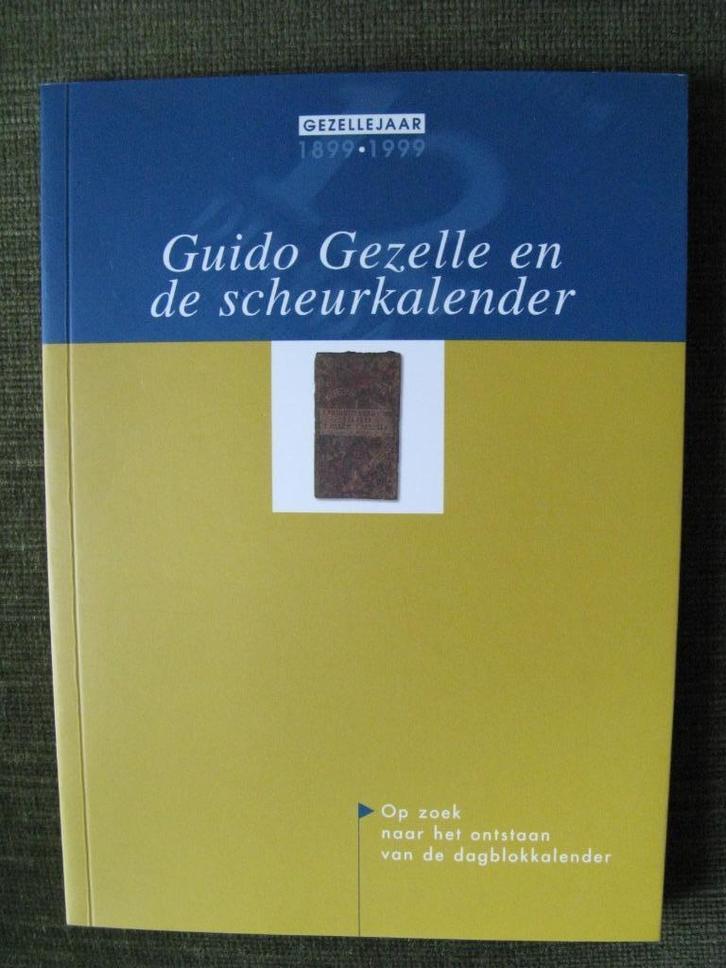 GEZELLEJAAR
1899 • 1999
Guido Gezelle en
de scheurkalender
Op zoek
naar het ontstaan
van de dagblokkalender